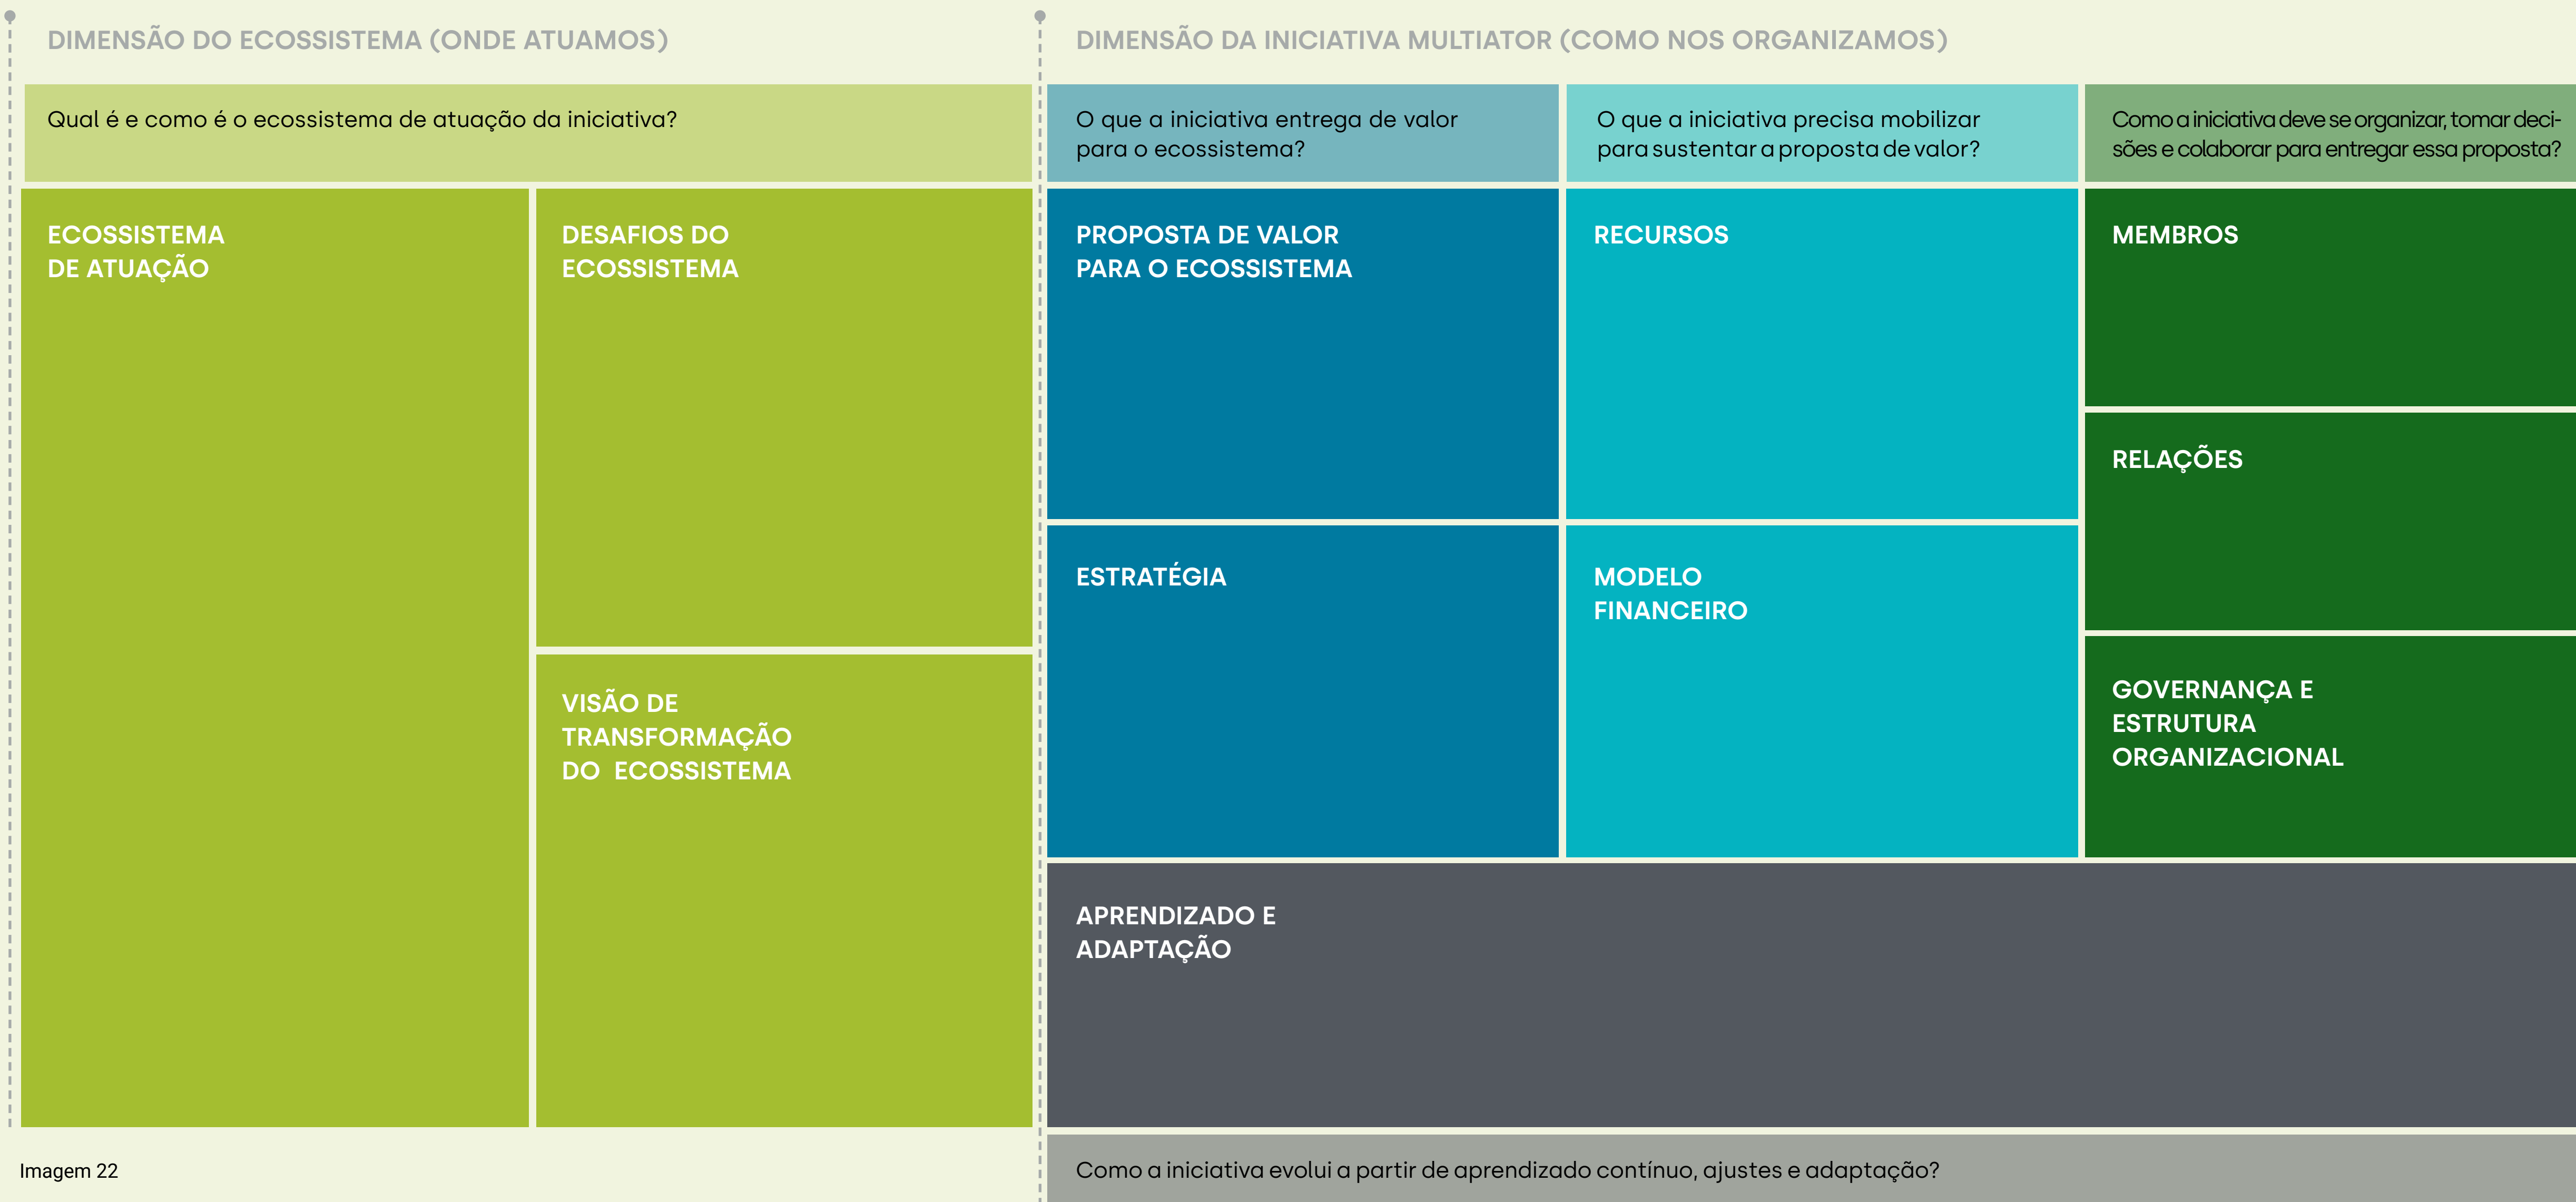 DIMENSÃO DO ECOSSISTEMA (ONDE ATUAMOS)
DIMENSÃO DA INICIATIVA MULTIATOR (COMO NOS ORGANIZAMOS)
Qual é e como é o ecossistema de atuação da iniciativa?
O que a iniciativa entrega de valor
para o ecossistema?
O que a iniciativa precisa mobilizar
para sustentar a proposta de valor?
Como a iniciativa deve se organizar, tomar deci-
sões e colaborar para entregar essa proposta?
ECOSSISTEMA
DE ATUAÇÃO
DESAFIOS DO
ECOSSISTEMA
VISÃO DE
TRANSFORMAÇÃO
DO ECOSSISTEMA
PROPOSTA DE VALOR
PARA O ECOSSISTEMA
ESTRATÉGIA
RECURSOS
MODELO
FINANCEIRO
MEMBROS
RELAÇÕES
GOVERNANÇA E
ESTRUTURA
ORGANIZACIONAL
APRENDIZADO E
ADAPTAÇÃO
Como a iniciativa evolui a partir de aprendizado contínuo, ajustes e adaptação?
Imagem 22